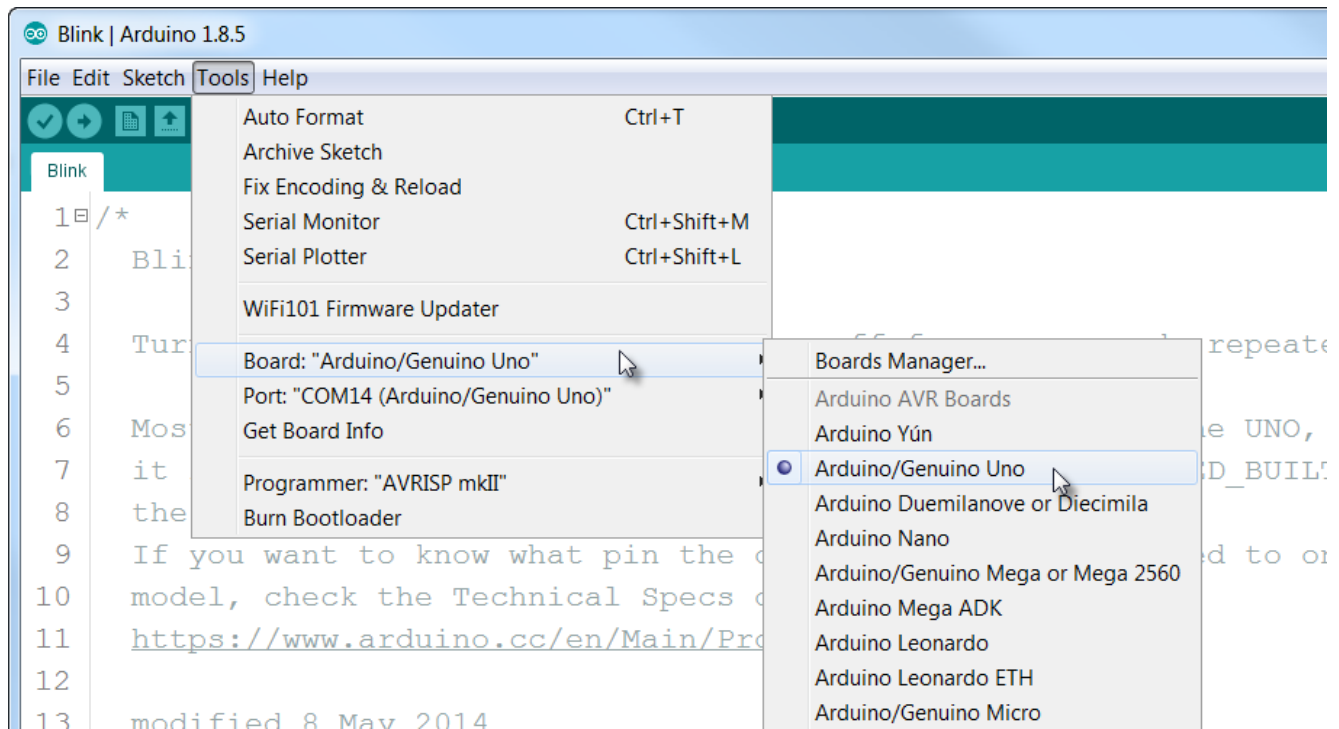 Blink | Arduino 1.8.5
File Edit Sketch Tools Help
Blink
Auto Format Ctrl+T
Archive Sketch
Fix Encoding & Reload
Serial Monitor Ctrl+Shift+M
Serial Plotter Ctrl+Shift+L
WiFi101 Firmware Updater
Board: "Arduino/Genuino Uno"
Port: "COM14 (Arduino/Genuino Uno)"
Get Board Info
Programmer: "AVRISP mkII"
Burn Bootloader
Boards Manager...
Arduino AVR Boards
Arduino Yún
Arduino/Genuino Uno
Arduino Duemilanove or Diecimila
Arduino Nano
Arduino/Genuino Mega or Mega 2560
Arduino Mega ADK
Arduino Leonardo
Arduino Leonardo ETH
Arduino/Genuino Micro
1 /*
2 Bli
3
4 Tur repeate
5
6 Mos e UNO,
7 it D_BUILT
8 the
9 If you want to know what pin the d to or
10 model, check the Technical Specs
11 https://www.arduino.cc/en/Main/Pro
12
13 modified 8 May 2014